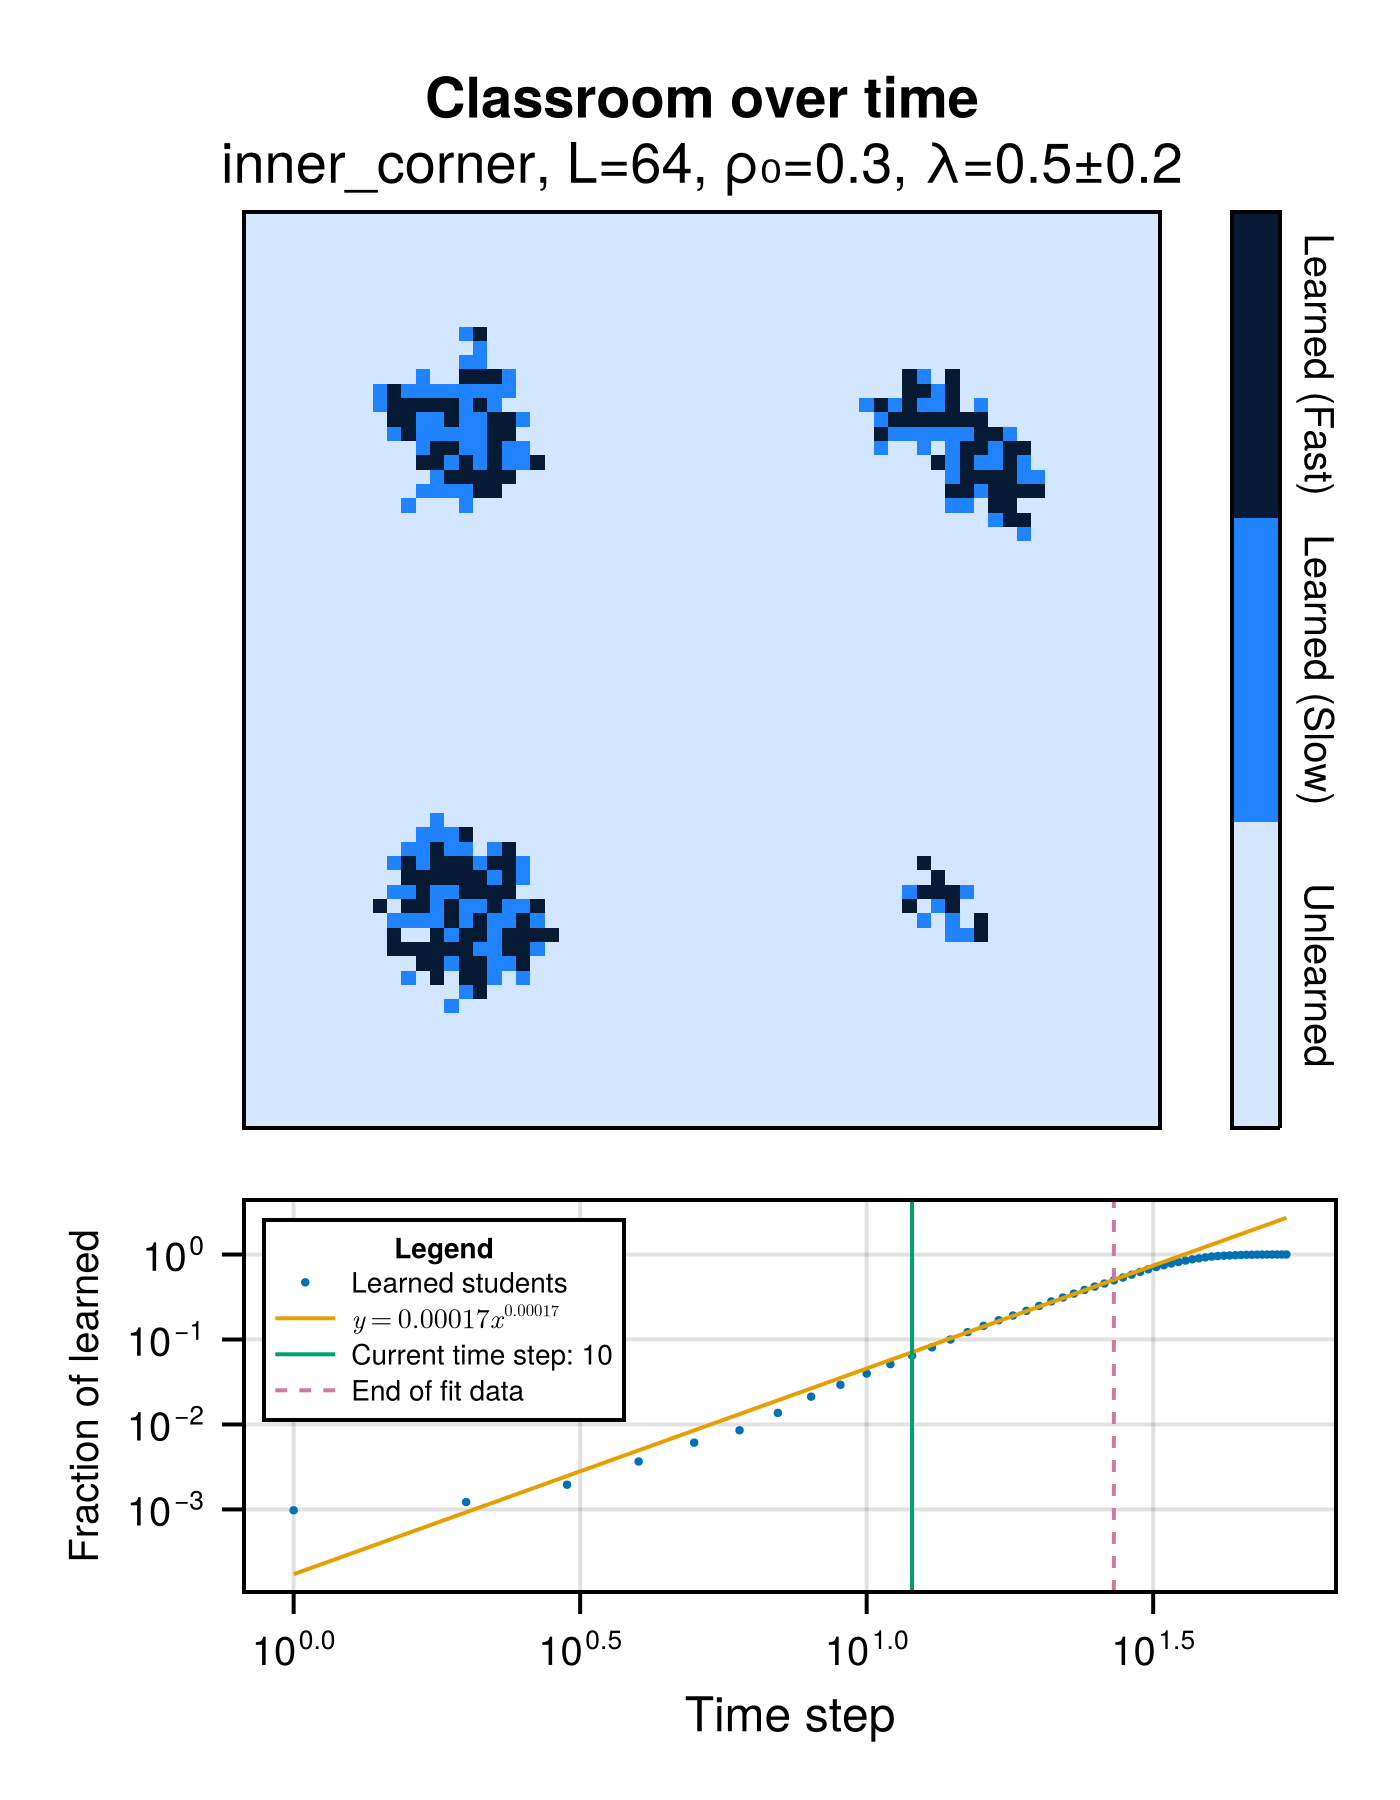 Classroom over time
inner_corner, L=64, ρ₀=0.3, λ=0.5±0.2
Learned (Fast)
Learned (Slow)
Unlearned
Fraction of learned
10⁰
10⁻¹
10⁻²
10⁻³
Legend
Learned students
y = 0.00017x^0.00017
Current time step: 10
End of fit data
10^0.0
10^0.5
10^1.0
10^1.5
Time step